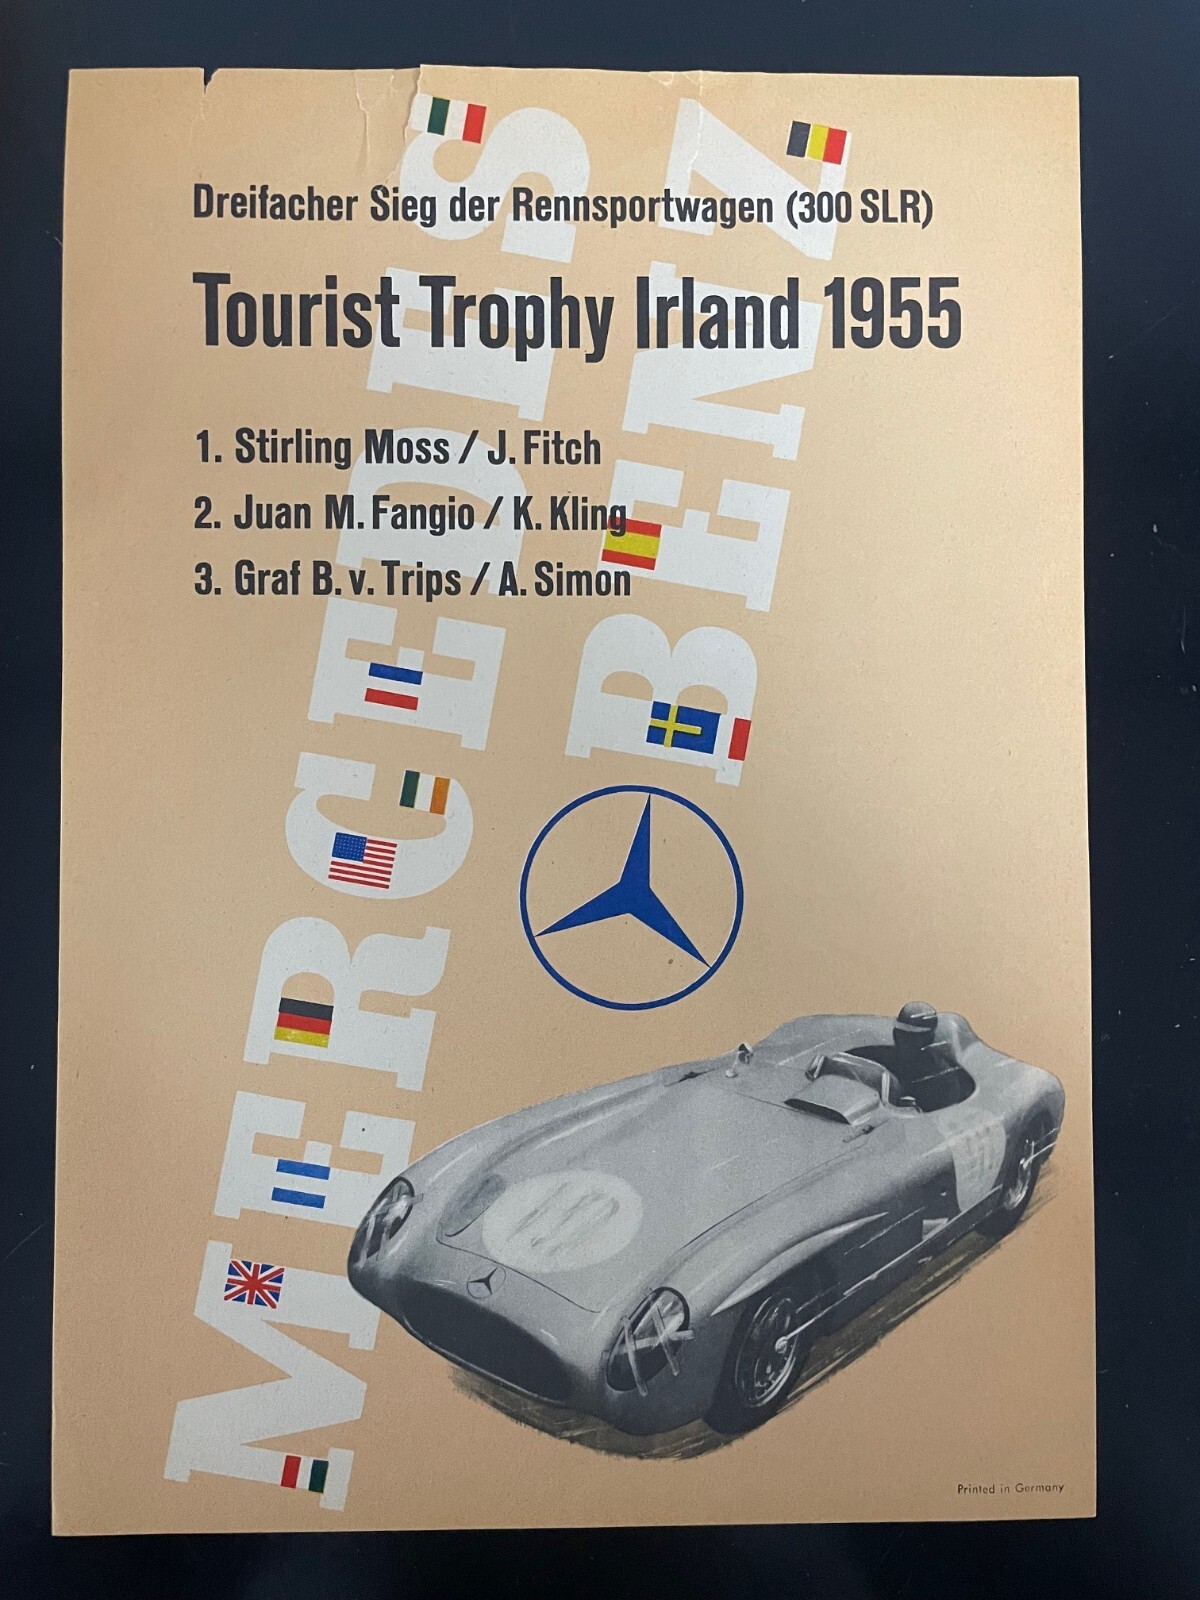 Dreifacher Sieg der Rennsportwagen (300 SLR)
Tourist Trophy Irland 1955
1. Stirling Moss / J. Fitch
2. Juan M. Fangio / K. Kling
3. Graf B. v. Trips / A. Simon
MERCEDES
BENZ
Printed in Germany